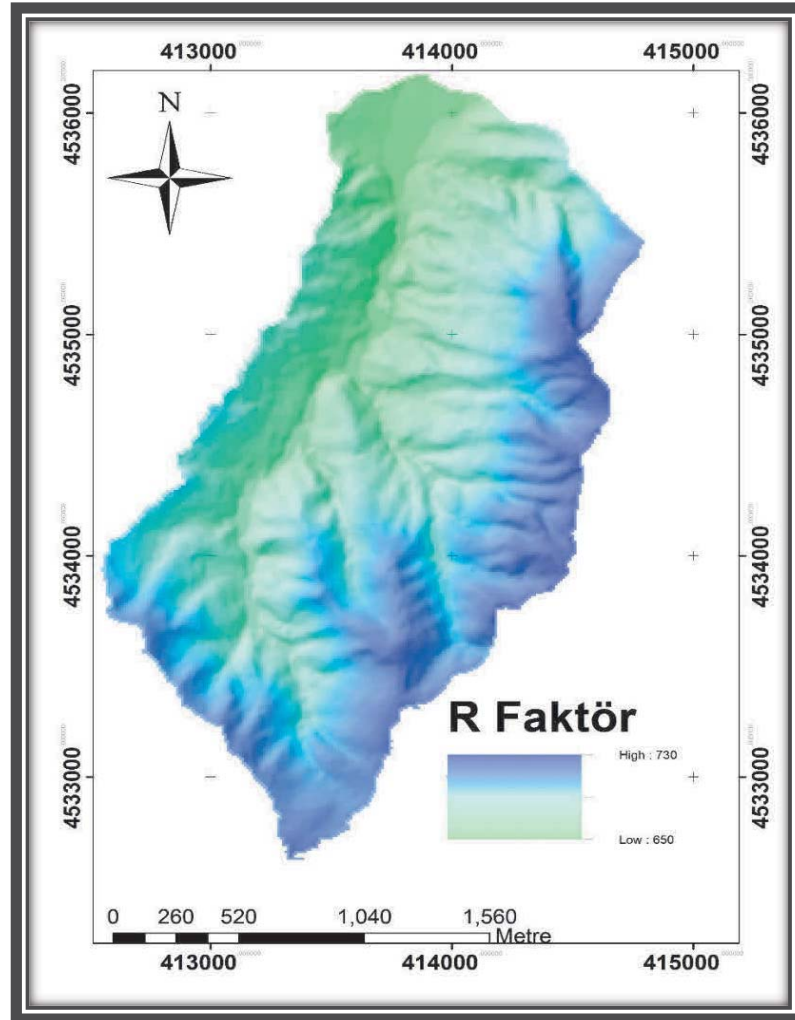 413000 414000 415000
N
4536000 4536000
4535000 4535000
4534000 4534000
R Faktör
High : 730
4533000 4533000
Low : 650
0 260 520 1,040 1,560
Metre
413000 414000 415000